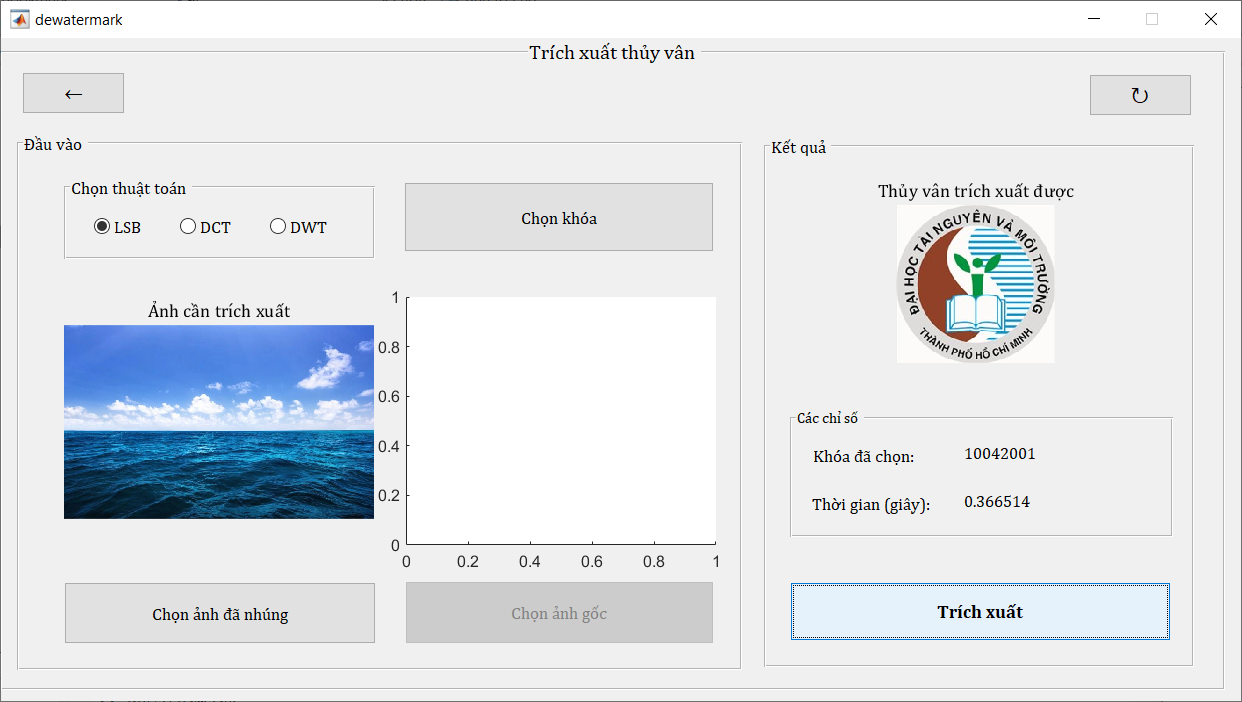 dewatermark
Trích xuất thủy vân
←
↻
Đầu vào
Chọn thuật toán
LSB
DCT
DWT
Chọn khóa
Ảnh cần trích xuất
1
0.8
0.6
0.4
0.2
0
0 0.2 0.4 0.6 0.8 1
Chọn ảnh đã nhúng
Chọn ảnh gốc
Kết quả
Thủy vân trích xuất được
ĐẠI HỌC TÀI NGUYÊN VÀ MÔI TRƯỜNG
THÀNH PHỐ HỒ CHÍ MINH
Các chỉ số
Khóa đã chọn: 10042001
Thời gian (giây): 0.366514
Trích xuất